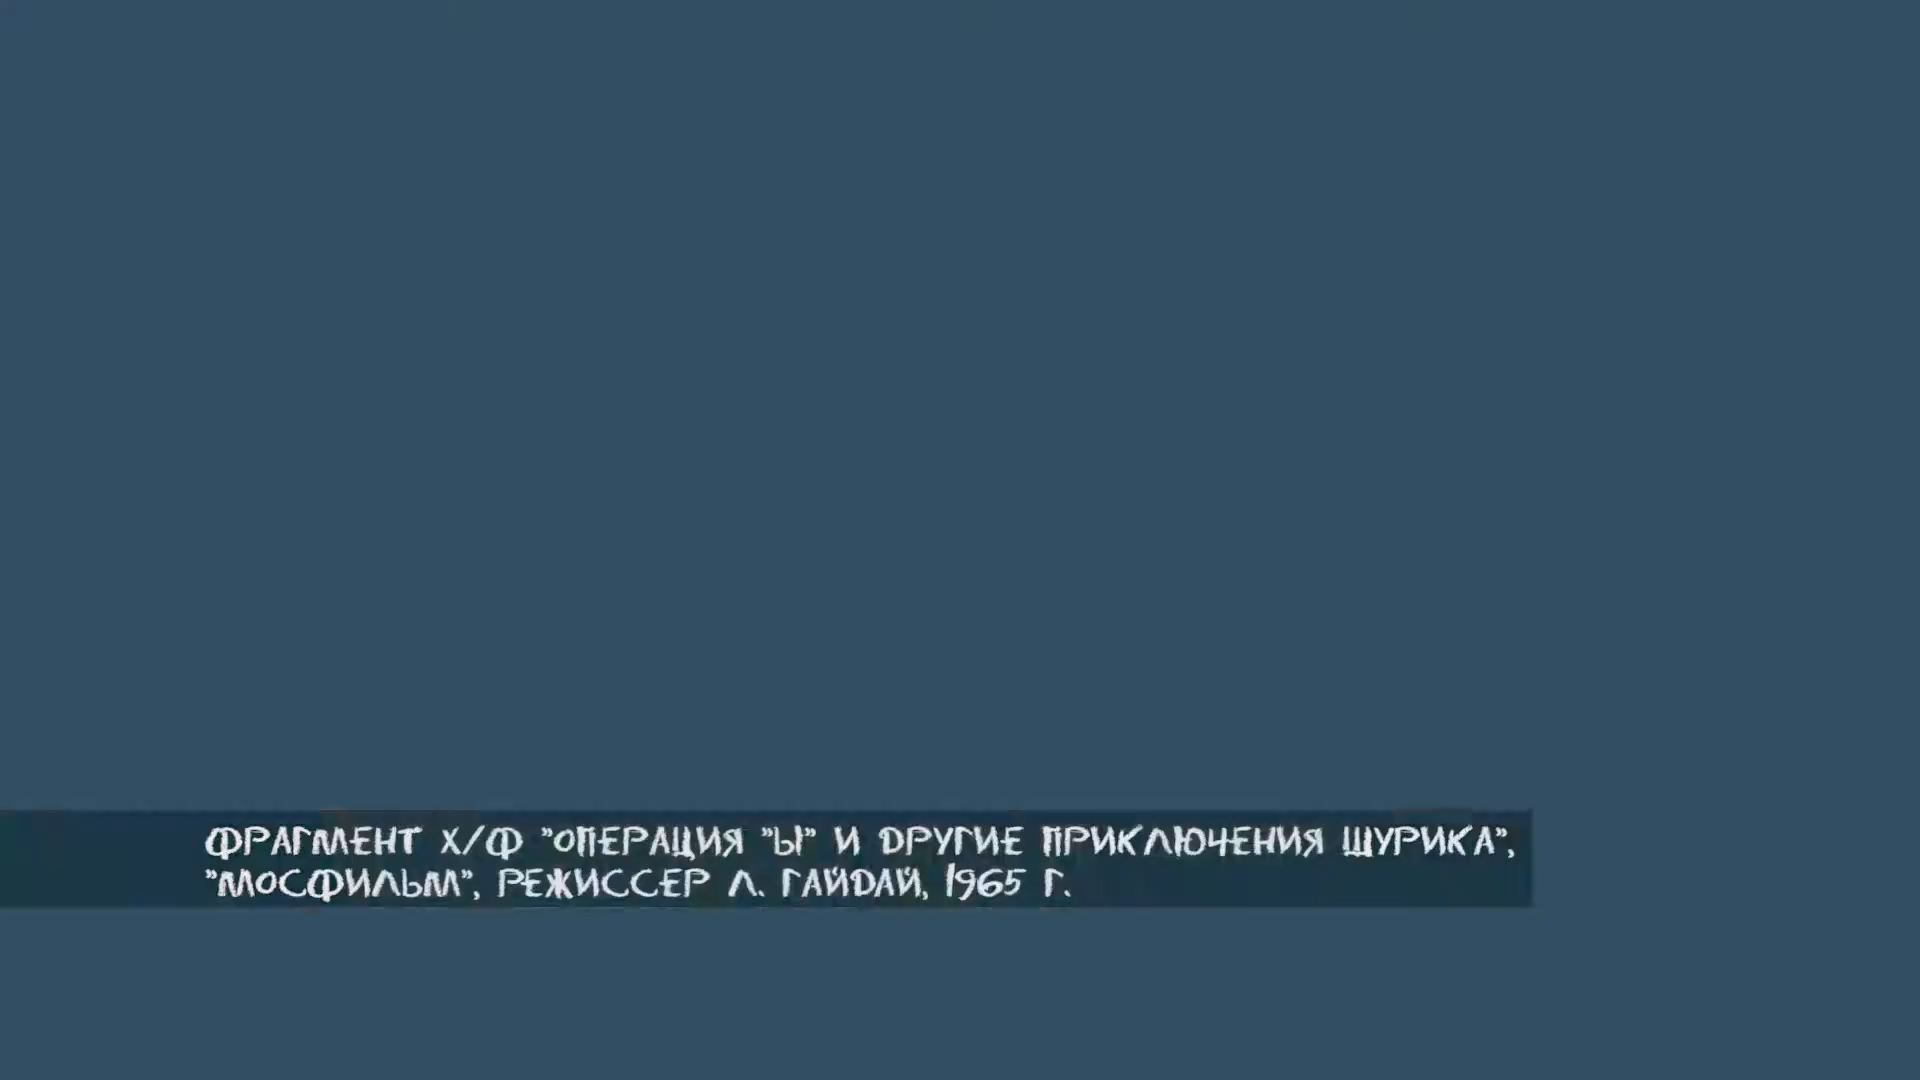 ФРАГМЕНТ Х/Ф "ОПЕРАЦИЯ "Ы" И ДРУГИЕ ПРИКЛЮЧЕНИЯ ШУРИКА",
"МОСФИЛЬМ", РЕЖИССЕР Л. ГАЙДАЙ, 1965 Г.